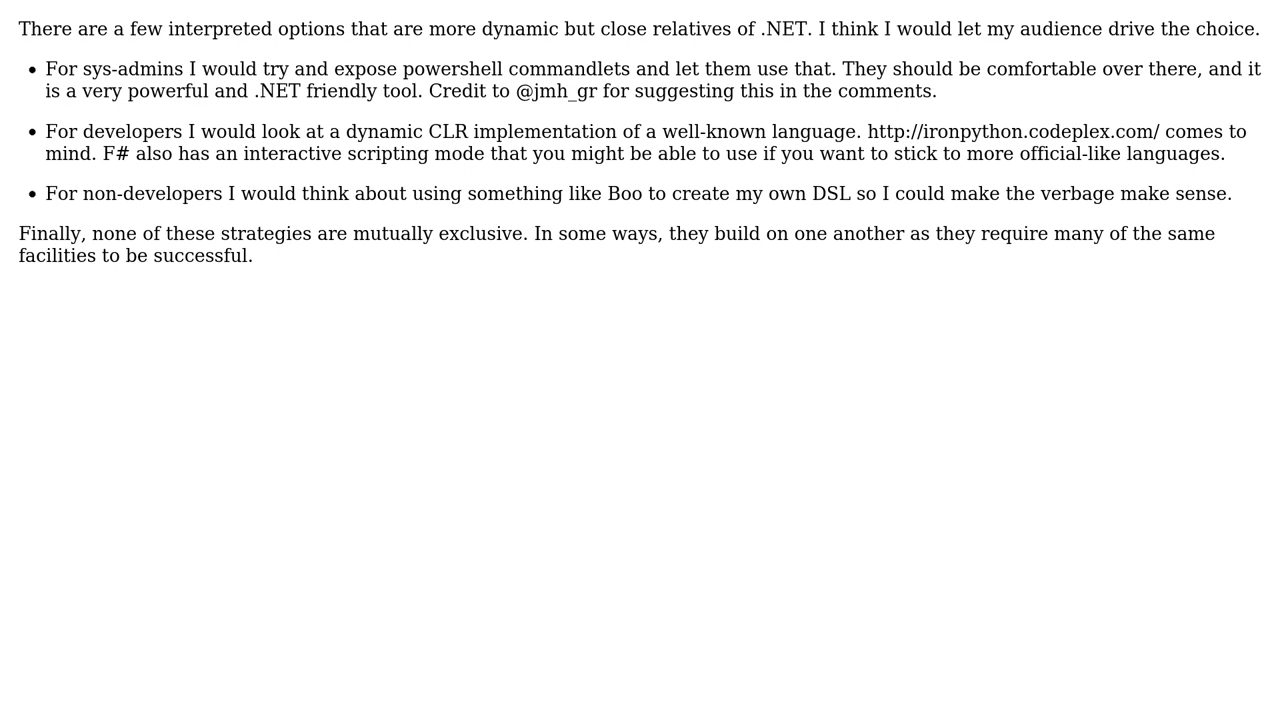 There are a few interpreted options that are more dynamic but close relatives of .NET. I think I would let my audience drive the choice.
• For sys-admins I would try and expose powershell commandlets and let them use that. They should be comfortable over there, and it
is a very powerful and .NET friendly tool. Credit to @jmh_gr for suggesting this in the comments.
• For developers I would look at a dynamic CLR implementation of a well-known language. http://ironpython.codeplex.com/ comes to
mind. F# also has an interactive scripting mode that you might be able to use if you want to stick to more official-like languages.
• For non-developers I would think about using something like Boo to create my own DSL so I could make the verbage make sense.
Finally, none of these strategies are mutually exclusive. In some ways, they build on one another as they require many of the same
facilities to be successful.